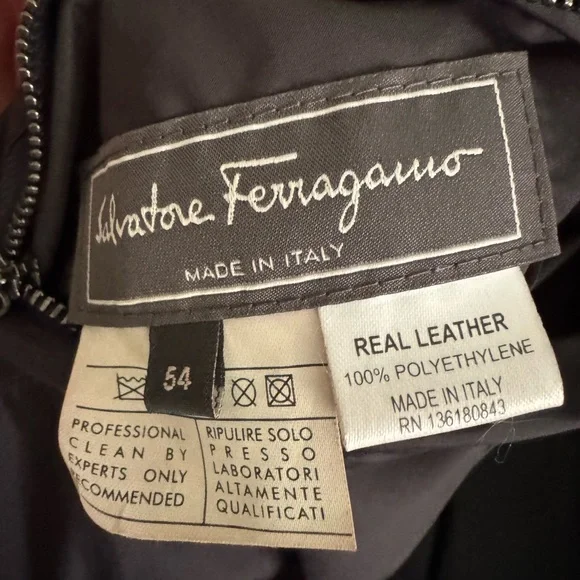 Salvatore Ferragamo
MADE IN ITALY
54
REAL LEATHER
100% POLYETHYLENE
MADE IN ITALY
RN 136180843
PROFESSIONAL
CLEAN BY
EXPERTS ONLY
RECOMMENDED
RIPULIRE SOLO
PRESSO
LABORATORI
ALTAMENTE
QUALIFICATI